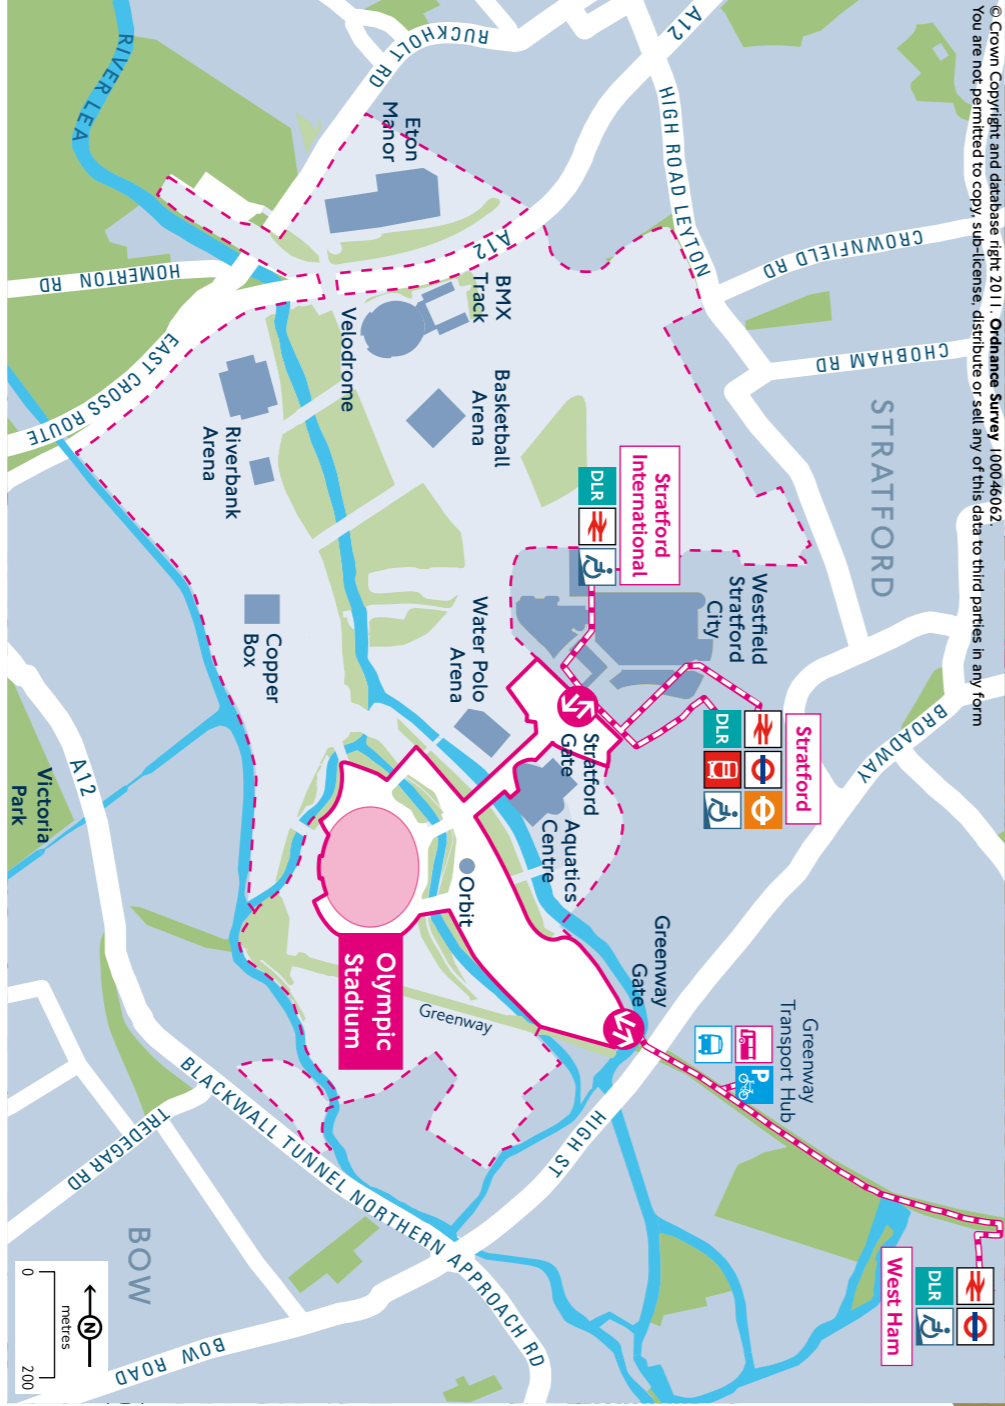 © Crown Copyright and database right 2011. Ordnance Survey 100046062.
You are not permitted to copy, sub-license, distribute or sell any of this data to third parties in any form
RIVER LEA
RUCKHOLT RD
A12
HIGH ROAD LEYTON
CROWNFIELD RD
CHOBHAM RD
STRATFORD
Eton
Manor
A12
HOMERTON RD
EAST CROSS ROUTE
BMX
Track
Velodrome
Basketball
Arena
Riverbank
Arena
Stratford
International
DLR
Westfield
Stratford
City
Copper
Box
Water Polo
Arena
Stratford
Gate
Stratford
DLR
BROADWAY
Aquatics
Centre
Orbit
Olympic
Stadium
Victoria
Park
A12
Greenway
Gate
Greenway
Greenway
Transport Hub
P
HIGH ST
BLACKWALL TUNNEL NORTHERN APPROACH RD
TREDEGAR RD
BOW
BOW ROAD
West Ham
DLR
N
0
metres
200